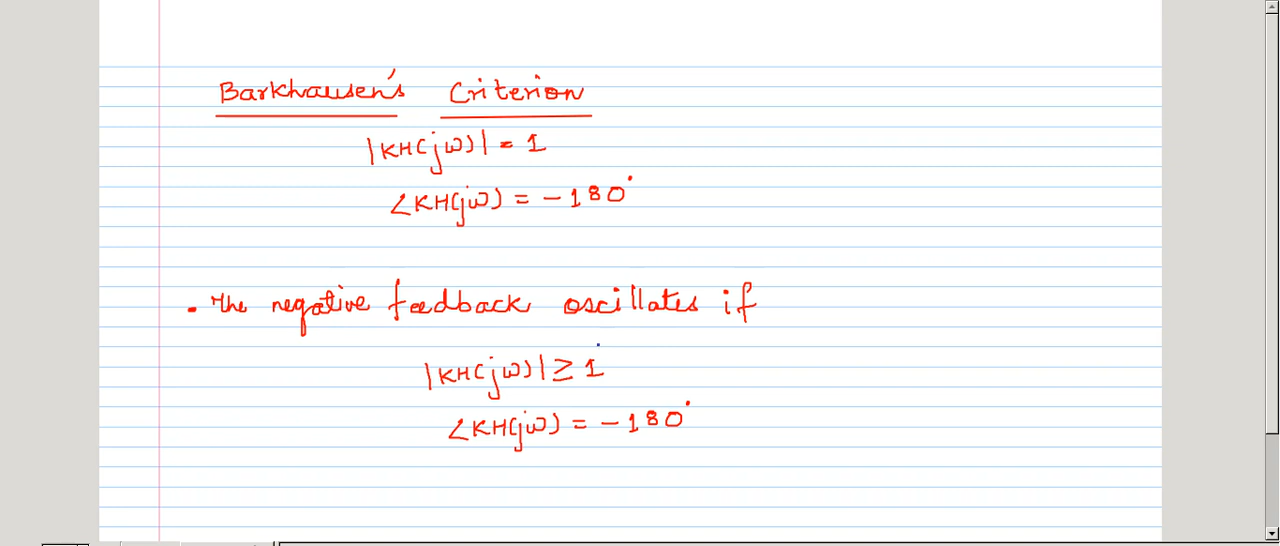 Barkhausen's Criterion
|KH(jω)| = 1
∠KH(jω) = -180°
. The negative feedback oscillates if
|KH(jω)| ≥ 1
∠KH(jω) = -180°